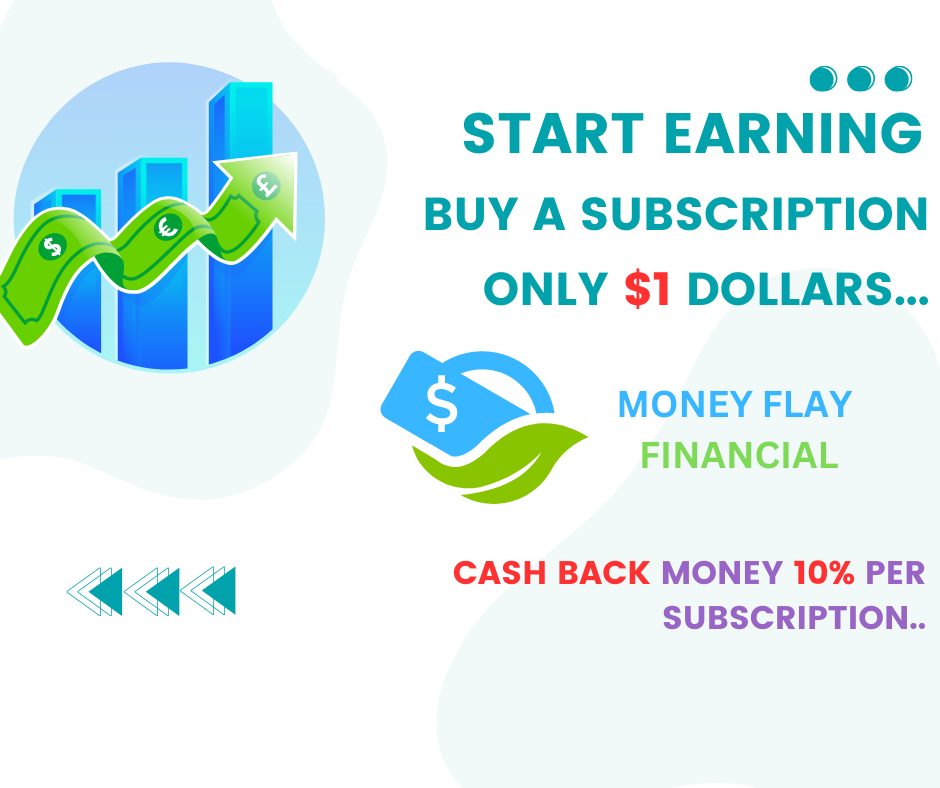 START EARNING
BUY A SUBSCRIPTION
ONLY $1 DOLLARS...
$ € £
$
MONEY FLAY
FINANCIAL
CASH BACK MONEY 10% PER
SUBSCRIPTION..